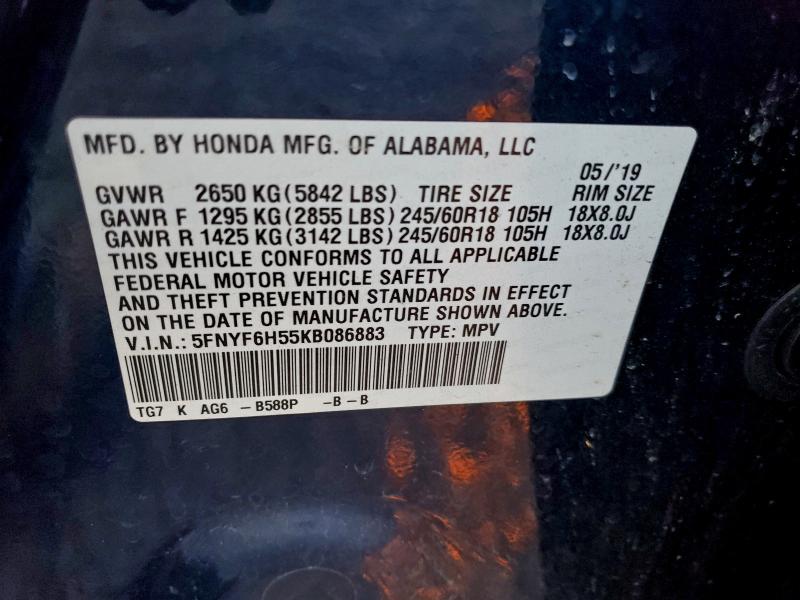 MFD. BY HONDA MFG. OF ALABAMA, LLC
05/'19
GVWR 2650 KG (5842 LBS) TIRE SIZE RIM SIZE
GAWR F 1295 KG (2855 LBS) 245/60R18 105H 18X8.0J
GAWR R 1425 KG (3142 LBS) 245/60R18 105H 18X8.0J
THIS VEHICLE CONFORMS TO ALL APPLICABLE
FEDERAL MOTOR VEHICLE SAFETY
AND THEFT PREVENTION STANDARDS IN EFFECT
ON THE DATE OF MANUFACTURE SHOWN ABOVE.
V.I.N.: 5FNYF6H55KB086883 TYPE: MPV
TG7 K AG6 - B588P - B - B